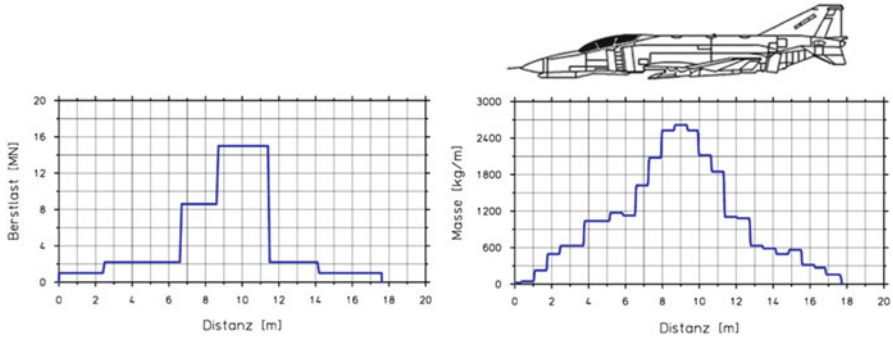 20
16
12
8
4
0
Berstlast [MN]
0 2 4 6 8 10 12 14 16 18 20
Distanz [m]
3000
2400
1800
1200
600
0
Masse [kg/m]
0 2 4 6 8 10 12 14 16 18 20
Distanz [m]